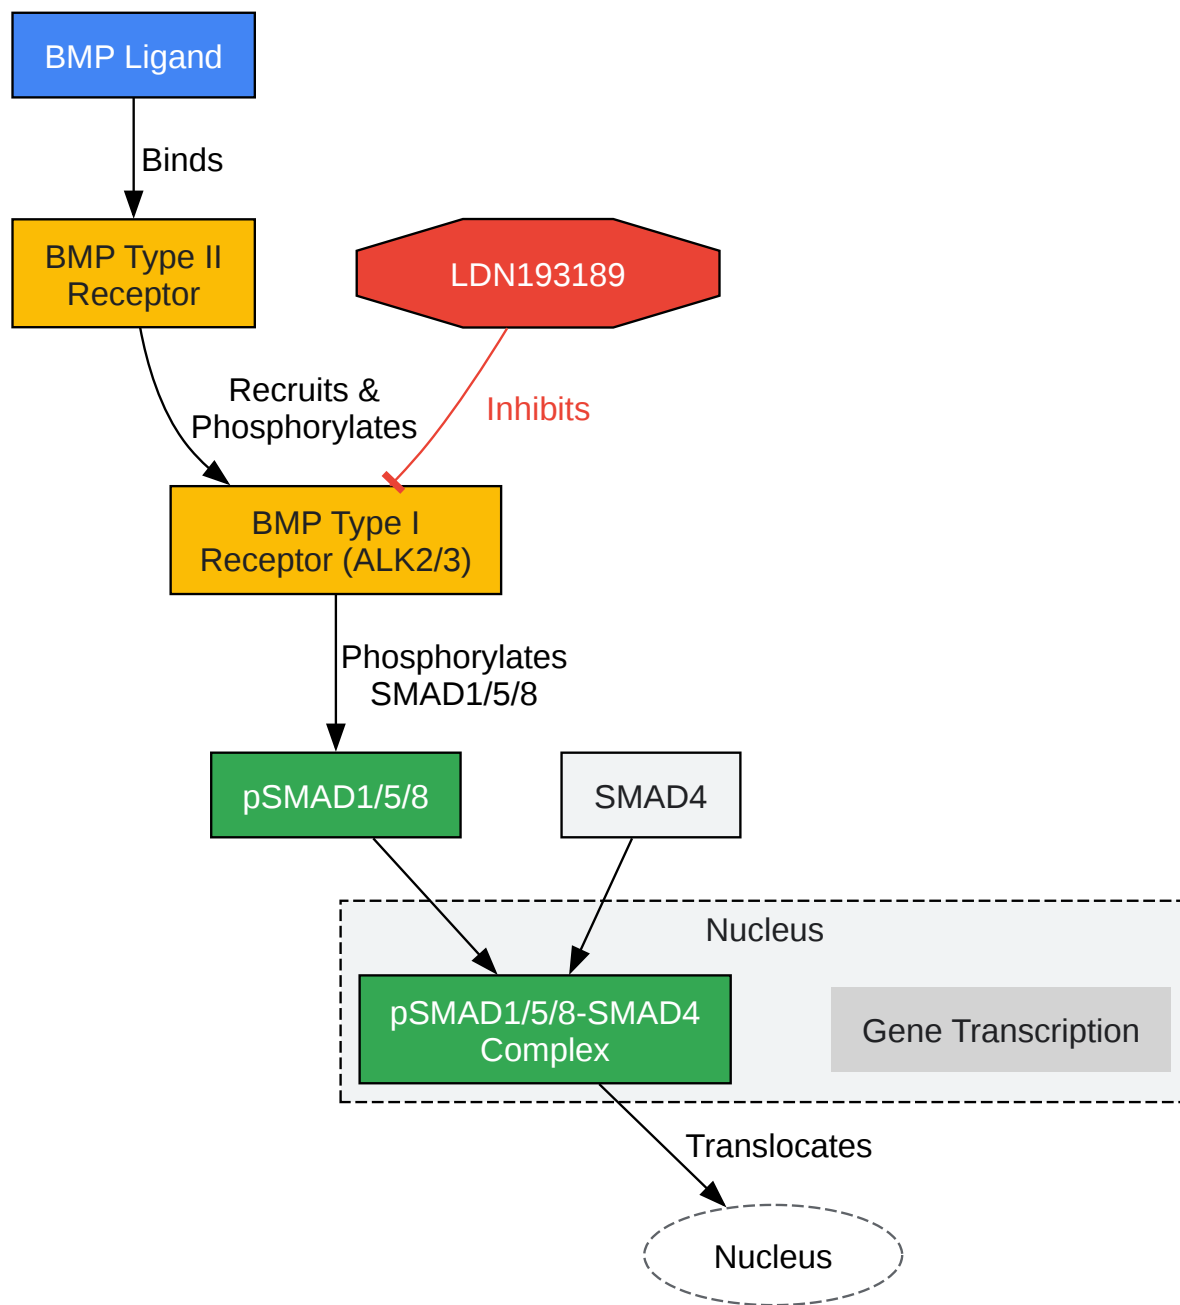 BMP Ligand
Binds
BMP Type II
Receptor
LDN193189
Recruits &
Phosphorylates
Inhibits
BMP Type I
Receptor (ALK2/3)
Phosphorylates
SMAD1/5/8
pSMAD1/5/8
SMAD4
Nucleus
pSMAD1/5/8-SMAD4
Complex
Gene Transcription
Translocates
Nucleus